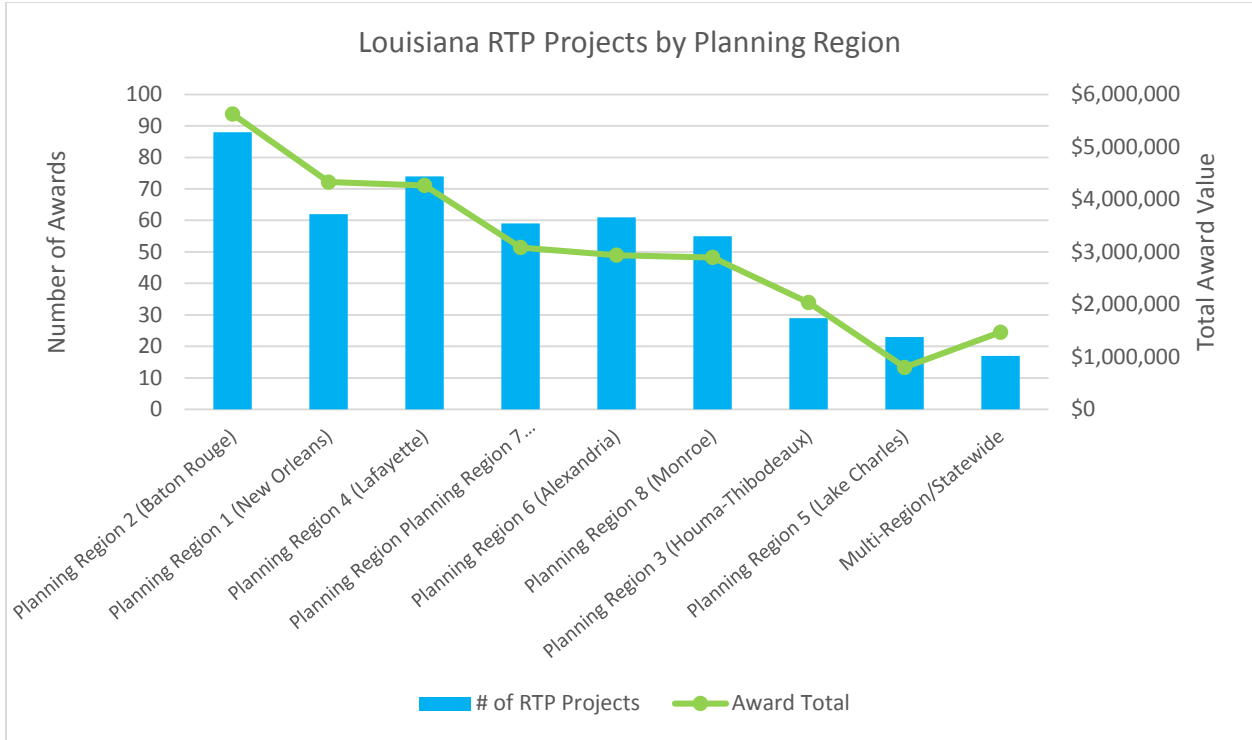 Louisiana RTP Projects by Planning Region
Number of Awards
100
90
80
70
60
50
40
30
20
10
0
$6,000,000
$5,000,000
$4,000,000
$3,000,000
$2,000,000
$1,000,000
$0
Total Award Value
Planning Region 2 (Baton Rouge)
Planning Region 1 (New Orleans)
Planning Region 4 (Lafayette)
Planning Region Planning Region 7…
Planning Region 6 (Alexandria)
Planning Region 8 (Monroe)
Planning Region 3 (Houma-Thibodeaux)
Planning Region 5 (Lake Charles)
Multi-Region/Statewide
# of RTP Projects
Award Total